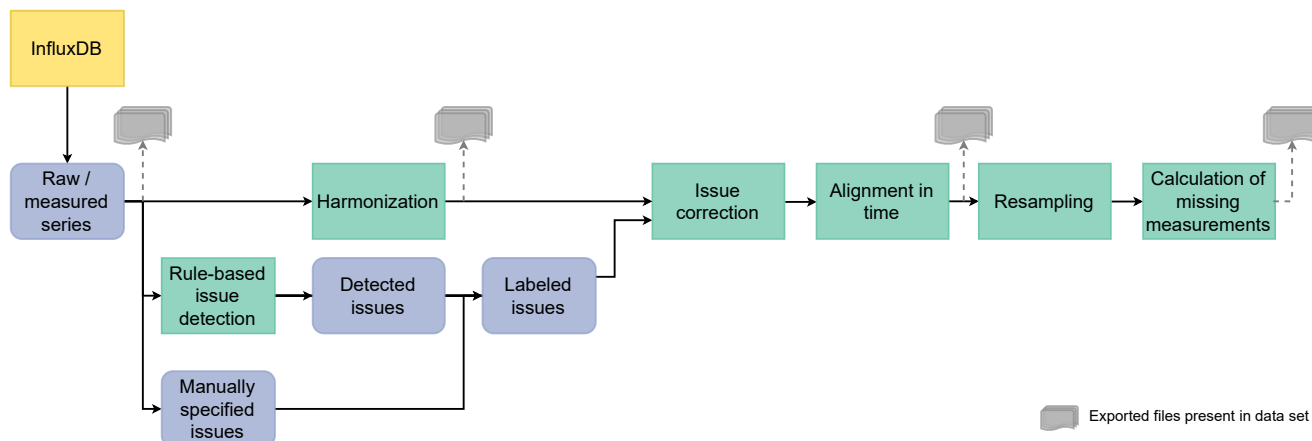 InfluxDB
Raw /
measured
series
Harmonization
Issue
correction
Alignment in
time
Resampling
Calculation of
missing
measurements
Rule-based
issue
detection
Detected
issues
Labeled
issues
Manually
specified
issues
Exported files present in data set